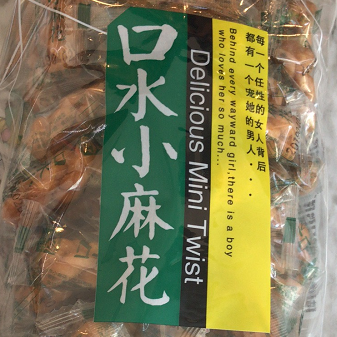 口水小麻花
Delicious Mini Twist
Behind every wayward girl,there is a boy
who loves her so much...
每一个任性的女人背后
都有一个宠她的男人....